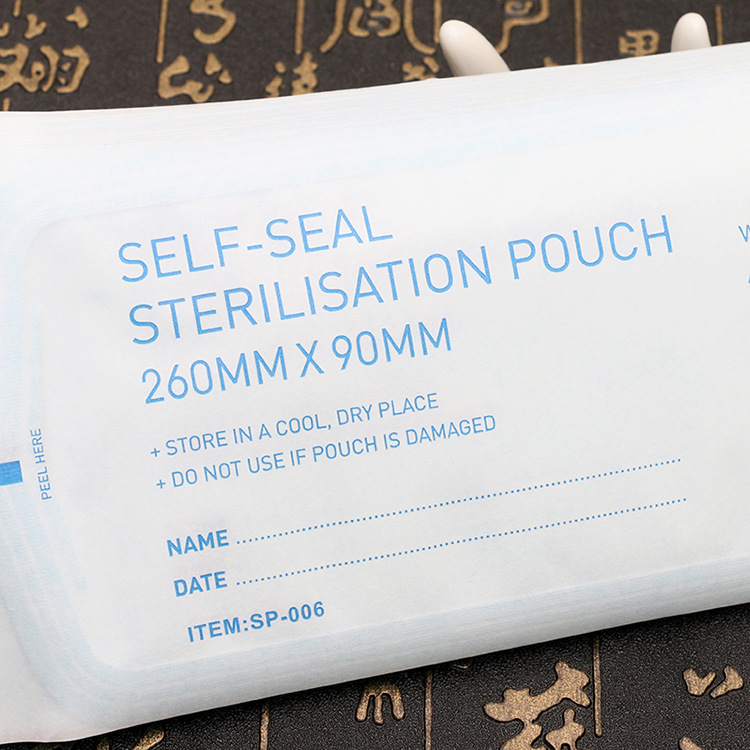 SELF-SEAL
STERILISATION POUCH
260MM X 90MM
+ STORE IN A COOL, DRY PLACE
+ DO NOT USE IF POUCH IS DAMAGED
PEEL HERE
NAME
DATE
ITEM:SP-006